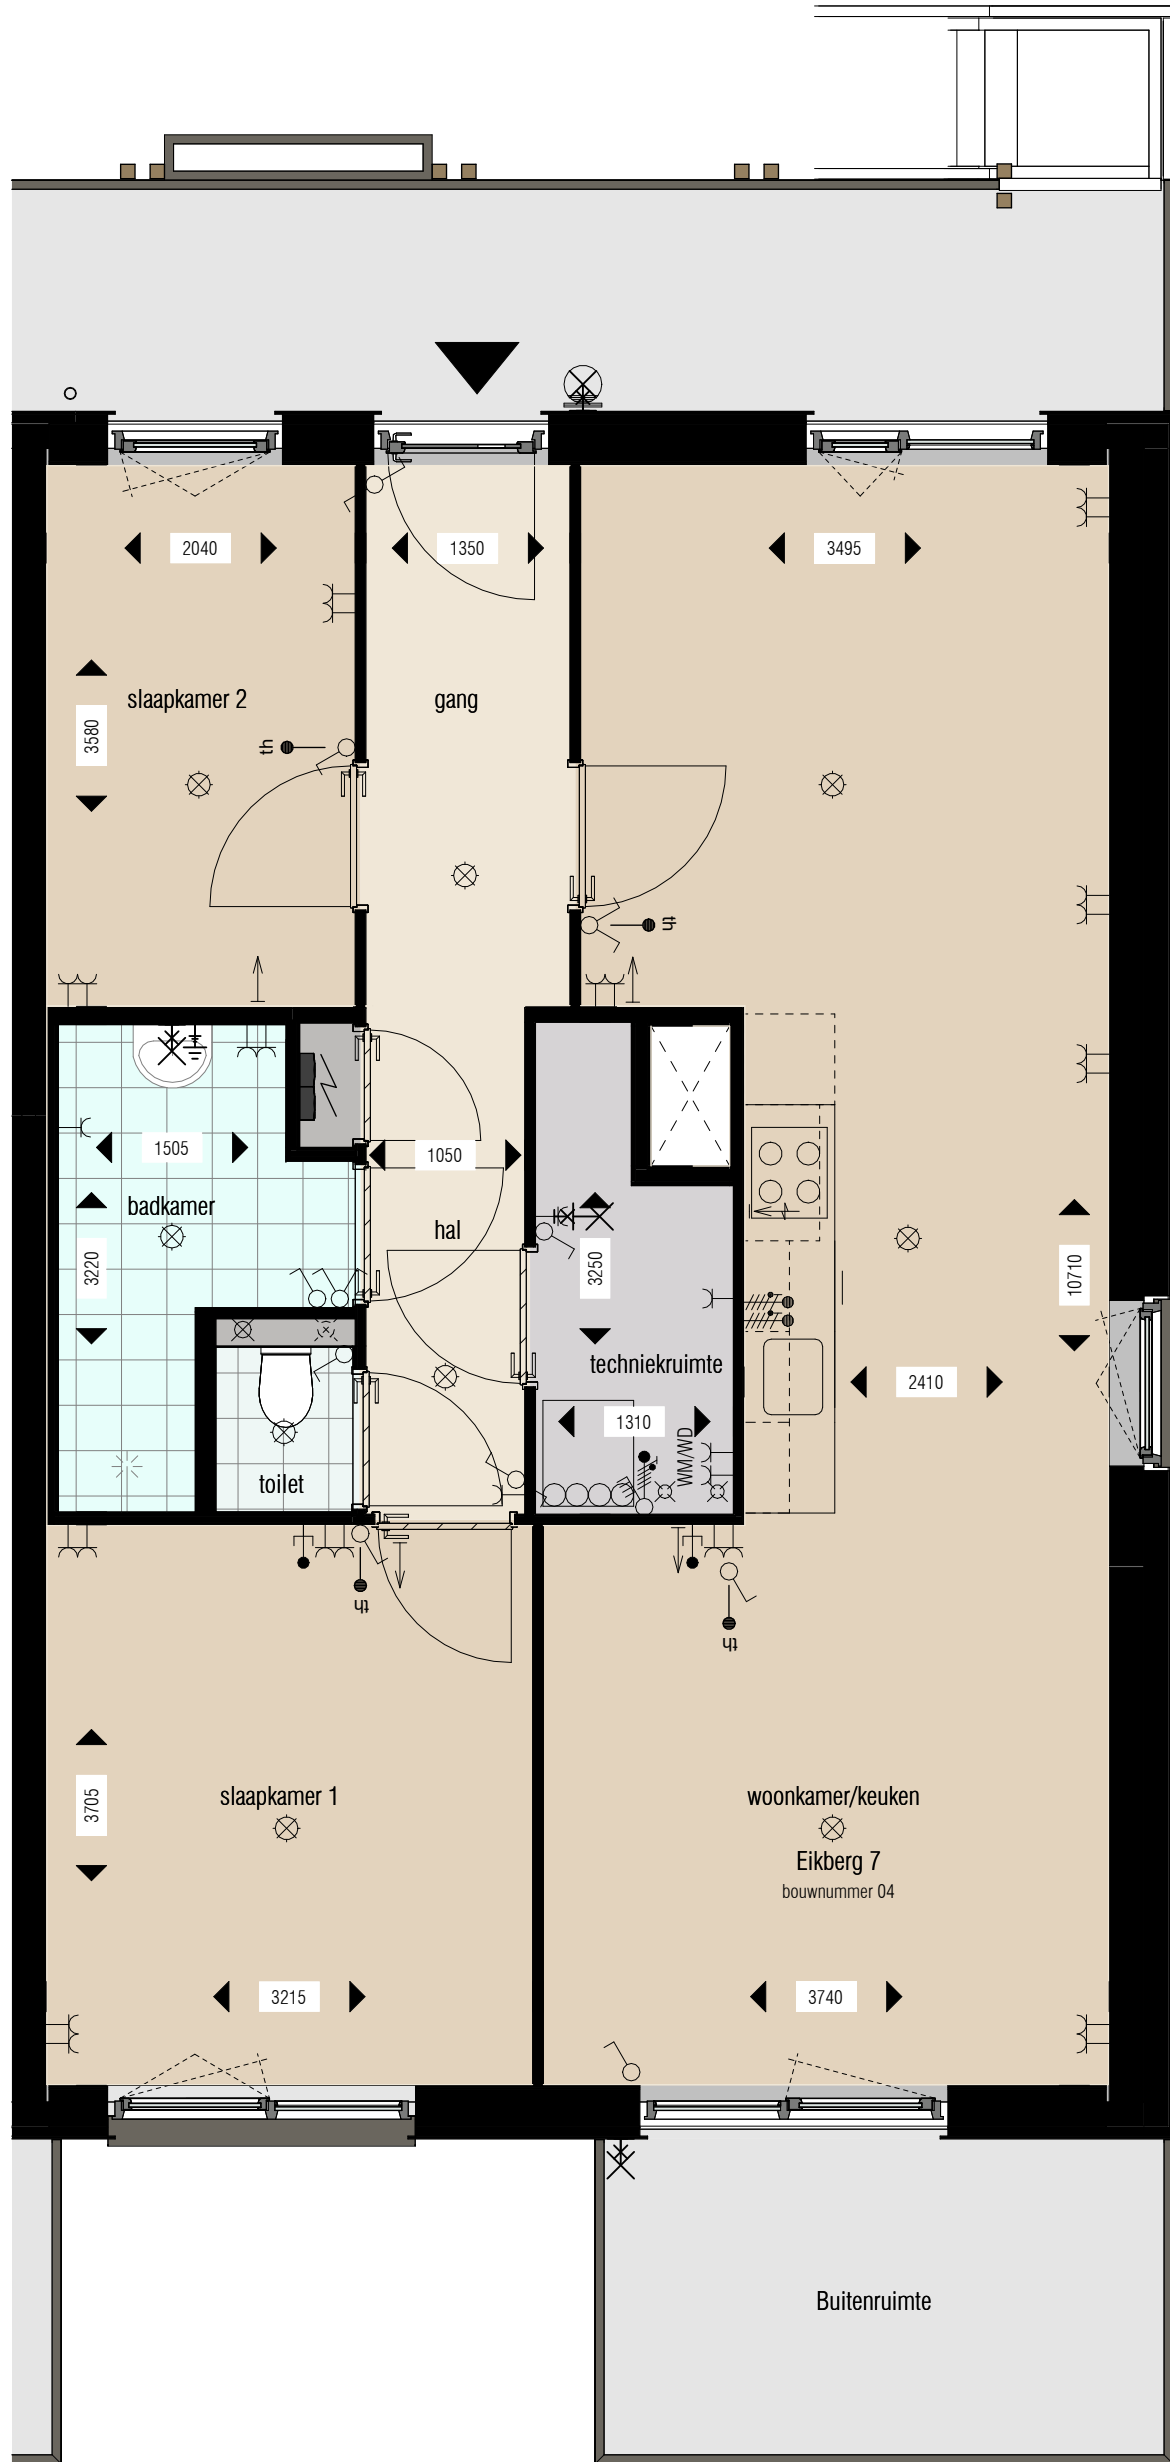 2040
1350
3495
slaapkamer 2
gang
3580
th
th
1505
1050
badkamer
hal
3220
3250
10710
techniekruimte
2410
1310
WM/WD
toilet
th
th
slaapkamer 1
woonkamer/keuken
3705
Eikberg 7
bouwnummer 04
3215
3740
Buitenruimte